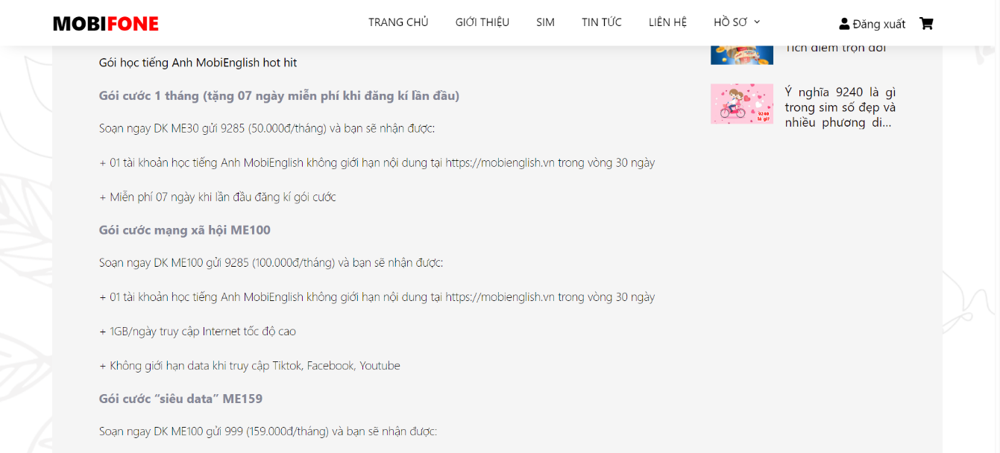 MOBIFONE
TRANG CHỦ
GIỚI THIỆU
SIM
TIN TỨC
LIÊN HỆ
HỒ SƠ
Đăng xuất
Gói học tiếng Anh MobiEnglish hot hit
Gói cước 1 tháng (tặng 07 ngày miễn phí khi đăng kí lần đầu)
Soạn ngay DK ME30 gửi 9285 (50.000đ/tháng) và bạn sẽ nhận được:
+ 01 tài khoản học tiếng Anh MobiEnglish không giới hạn nội dung tại https://mobienglish.vn trong vòng 30 ngày
+ Miễn phí 07 ngày khi lần đầu đăng kí gói cước
Gói cước mạng xã hội ME100
Soạn ngay DK ME100 gửi 9285 (100.000đ/tháng) và bạn sẽ nhận được:
+ 01 tài khoản học tiếng Anh MobiEnglish không giới hạn nội dung tại https://mobienglish.vn trong vòng 30 ngày
+ 1GB/ngày truy cập Internet tốc độ cao
+ Không giới hạn data khi truy cập Tiktok, Facebook, Youtube
Gói cước “siêu data” ME159
Soạn ngay DK ME100 gửi 999 (159.000đ/tháng) và bạn sẽ nhận được:
Tích điểm trọn đời
9240
là gì?
Ý nghĩa 9240 là gì
trong sim số đẹp và
nhiều phương di...